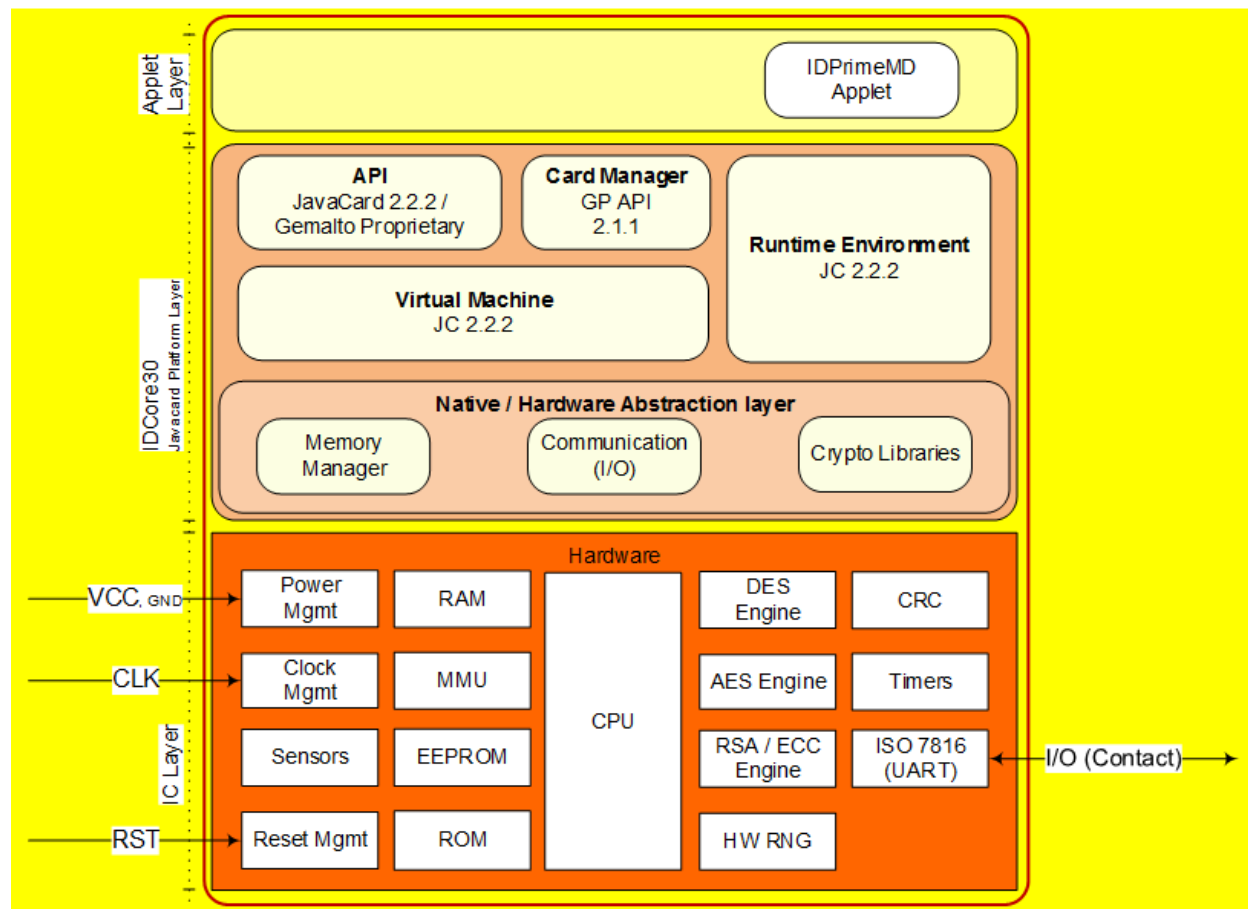 Applet
Layer
IDPrimeMD
Applet
IDCore30
Javacard Platform Layer
API
JavaCard 2.2.2 /
Gemalto Proprietary
Card Manager
GP API
2.1.1
Runtime Environment
JC 2.2.2
Virtual Machine
JC 2.2.2
Native / Hardware Abstraction layer
Memory
Manager
Communication
(I/O)
Crypto Libraries
IC Layer
Hardware
VCC, GND
Power
Mgmt
RAM
CPU
DES
Engine
CRC
CLK
Clock
Mgmt
MMU
AES Engine
Timers
Sensors
EEPROM
RSA / ECC
Engine
ISO 7816
(UART)
I/O (Contact)
RST
Reset Mgmt
ROM
HW RNG